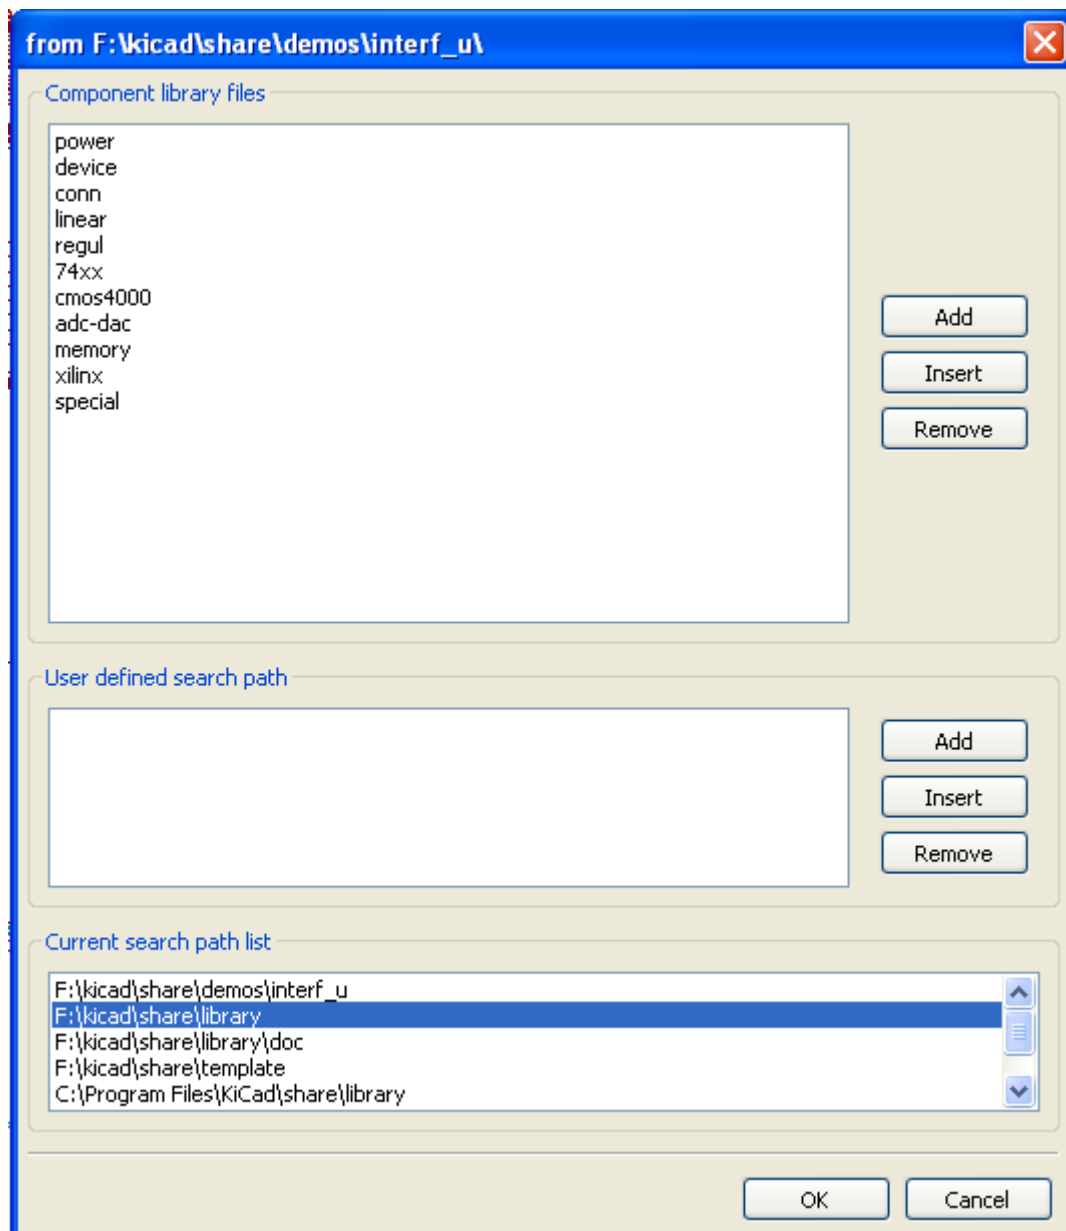 from F:\kicad\share\demos\interf_u\
Component library files
power
device
conn
linear
regul
74xx
cmos4000
adc-dac
memory
xilinx
special
Add
Insert
Remove
User defined search path
Add
Insert
Remove
Current search path list
F:\kicad\share\demos\interf_u
F:\kicad\share\library
F:\kicad\share\library\doc
F:\kicad\share\template
C:\Program Files\KiCad\share\library
OK Cancel